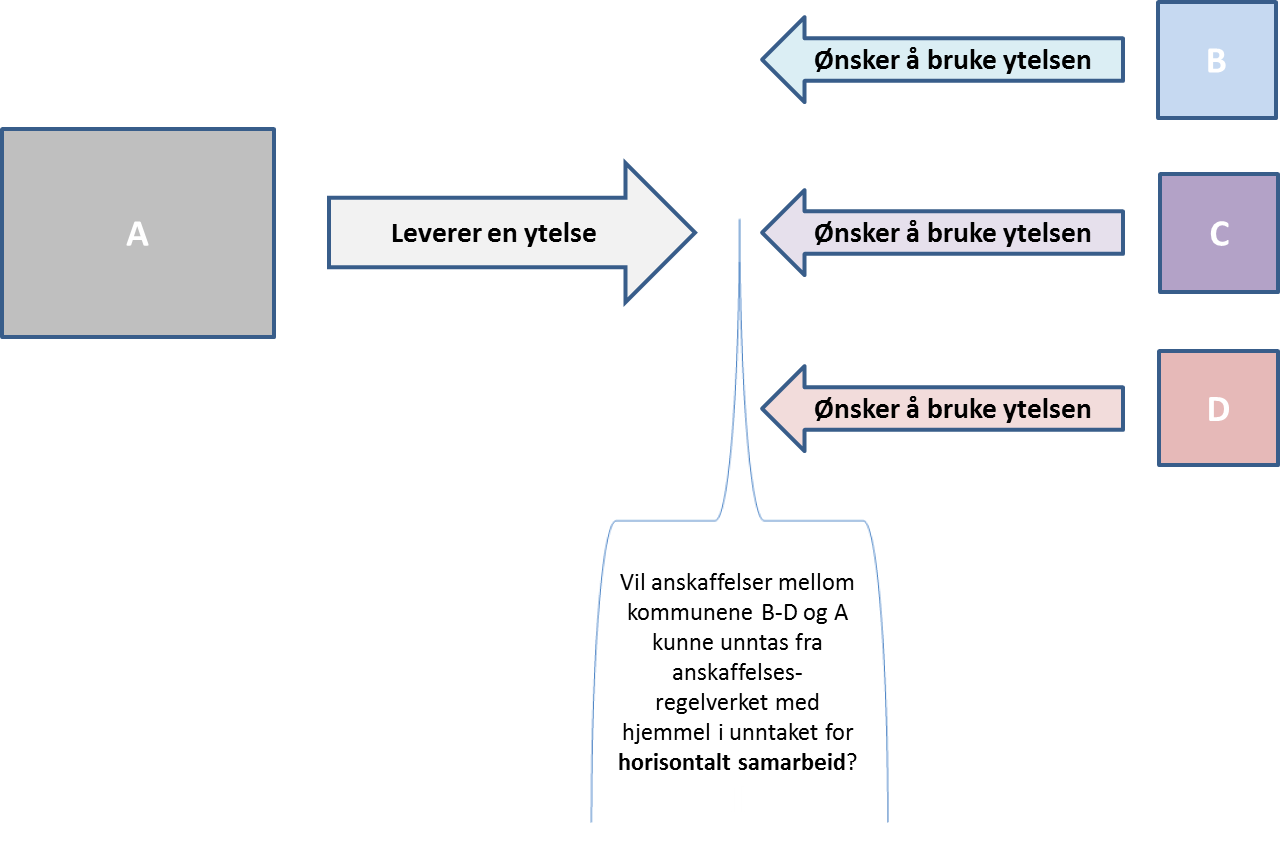 Ønsker å bruke ytelsen
B
A
Leverer en ytelse
Ønsker å bruke ytelsen
C
Ønsker å bruke ytelsen
D
Vil anskaffelser mellom
kommunene B-D og A
kunne unntas fra
anskaffelses-
regelverket med
hjemmel i unntaket for
horisontalt samarbeid?